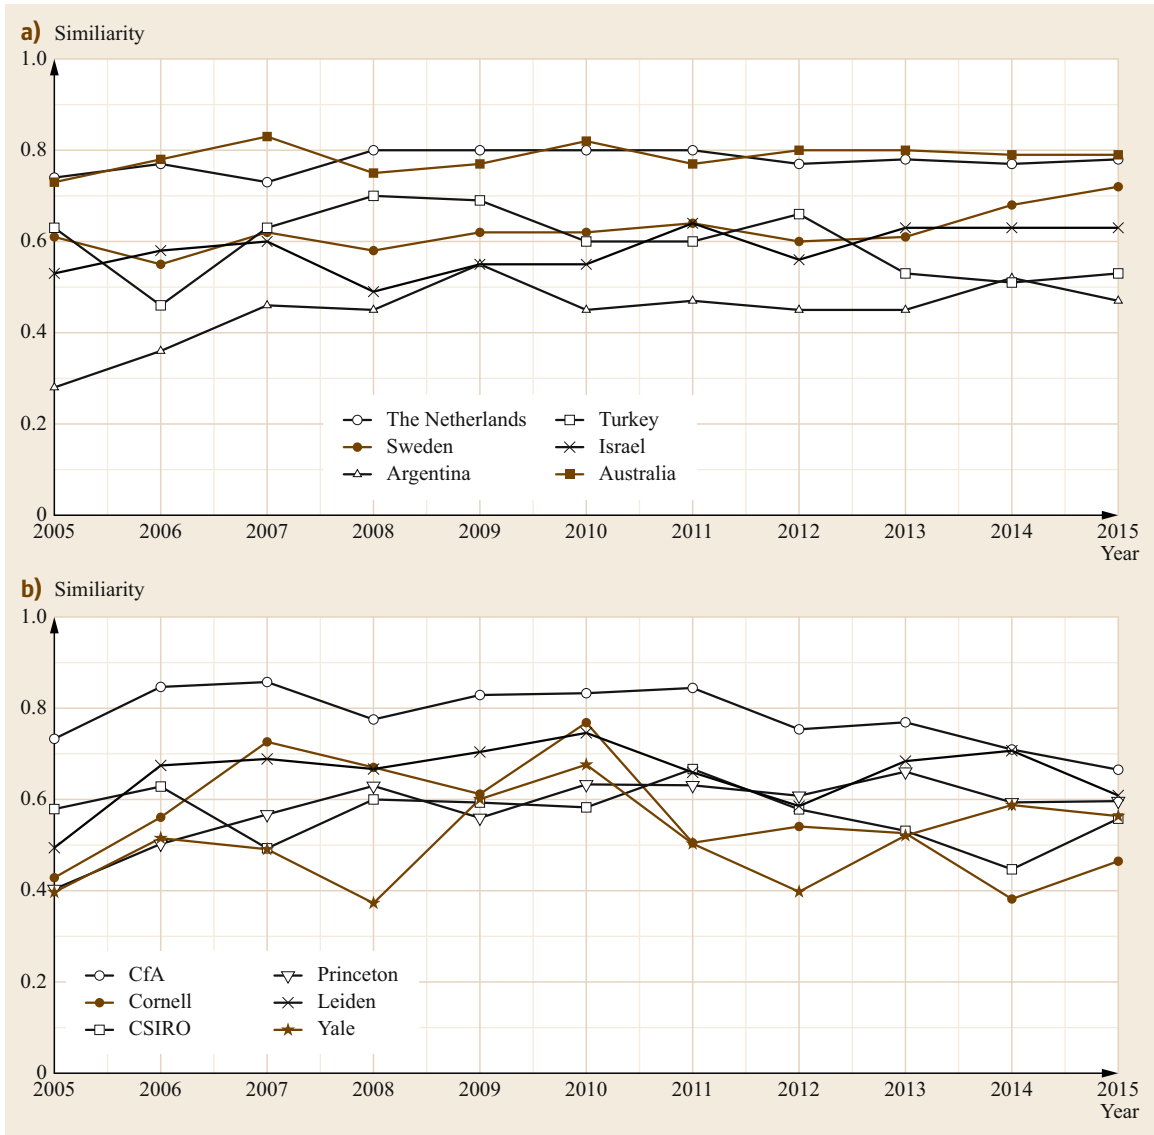 a) Similiarity
1.0
0.8
0.6
0.4
0.2
0
The Netherlands Turkey
Sweden Israel
Argentina Australia
2005 2006 2007 2008 2009 2010 2011 2012 2013 2014 2015
Year
b) Similiarity
1.0
0.8
0.6
0.4
0.2
0
CfA Princeton
Cornell Leiden
CSIRO Yale
2005 2006 2007 2008 2009 2010 2011 2012 2013 2014 2015
Year